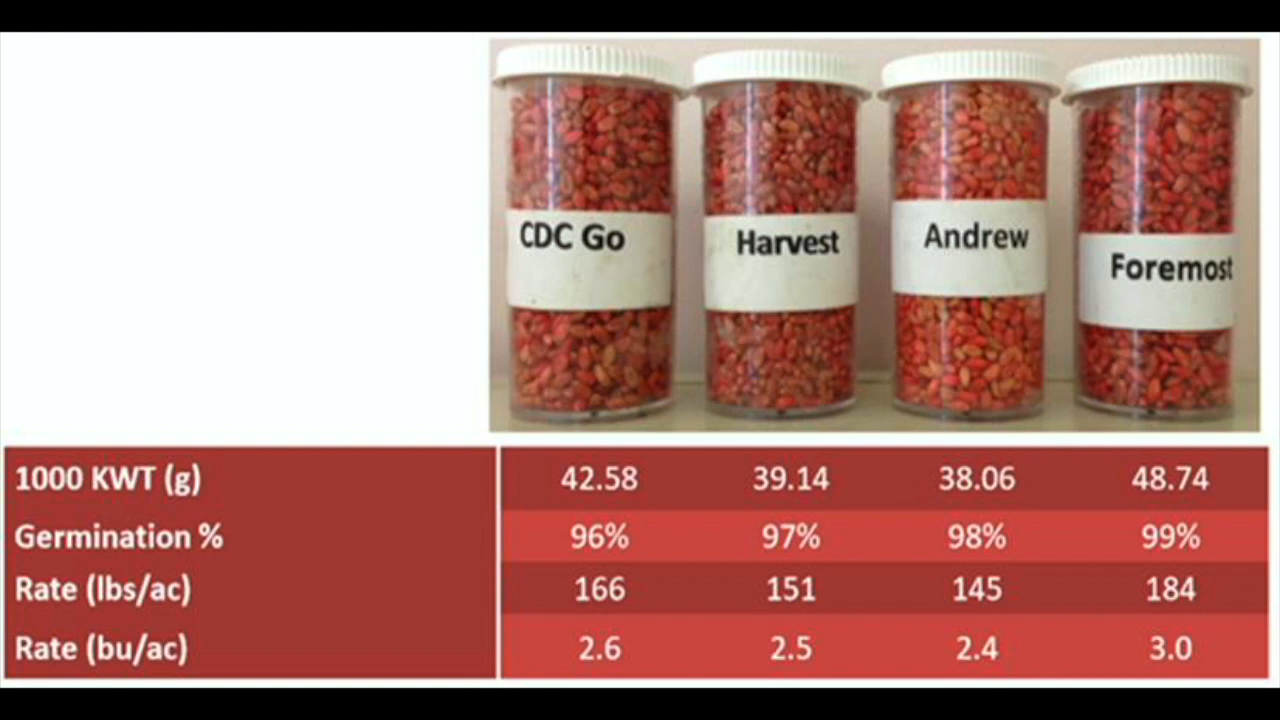 CDC Go
Harvest
Andrew
Foremost
1000 KWT (g) 42.58 39.14 38.06 48.74
Germination % 96% 97% 98% 99%
Rate (lbs/ac) 166 151 145 184
Rate (bu/ac) 2.6 2.5 2.4 3.0